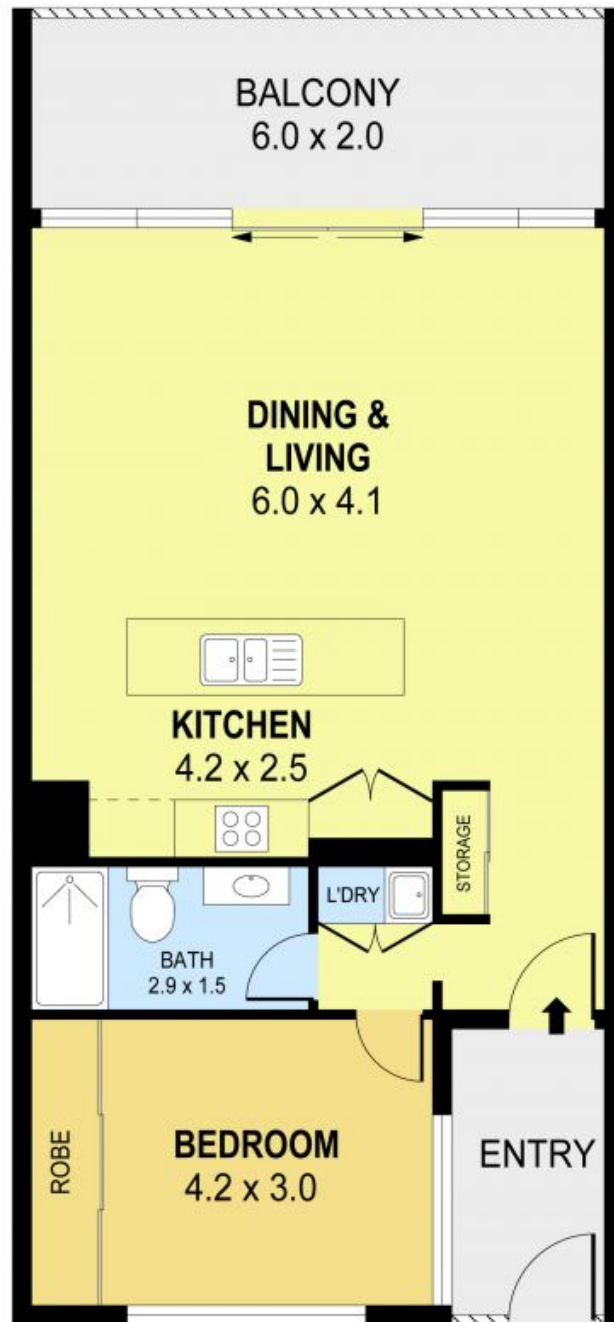 BALCONY
6.0 x 2.0
DINING &
LIVING
6.0 x 4.1
KITCHEN
4.2 x 2.5
STORAGE
L'DRY
BATH
2.9 x 1.5
ROBE
BEDROOM
4.2 x 3.0
ENTRY